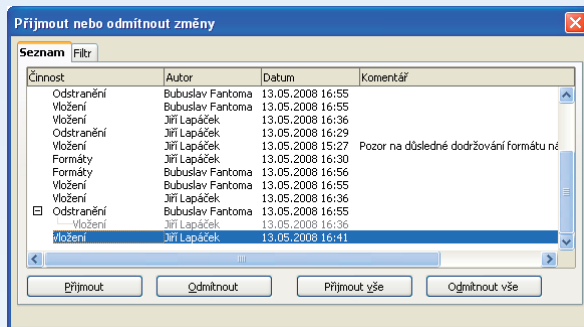 Přijmout nebo odmítnout změny
Seznam Filtr
Činnost Autor Datum Komentář
Odstranění Bubuslav Fantoma 13.05.2008 16:55
Vložení Bubuslav Fantoma 13.05.2008 16:55
Vložení Jiří Lapáček 13.05.2008 16:36
Odstranění Jiří Lapáček 13.05.2008 16:29
Vložení Jiří Lapáček 13.05.2008 15:27 Pozor na důsledné dodržování formátu ná
Formáty Jiří Lapáček 13.05.2008 16:30
Formáty Bubuslav Fantoma 13.05.2008 16:56
Vložení Bubuslav Fantoma 13.05.2008 16:55
Vložení Jiří Lapáček 13.05.2008 16:36
Odstranění Bubuslav Fantoma 13.05.2008 16:55
Vložení Jiří Lapáček 13.05.2008 16:36
Vložení Jiří Lapáček 13.05.2008 16:41
Přijmout Odmítnout Přijmout vše Odmítnout vše